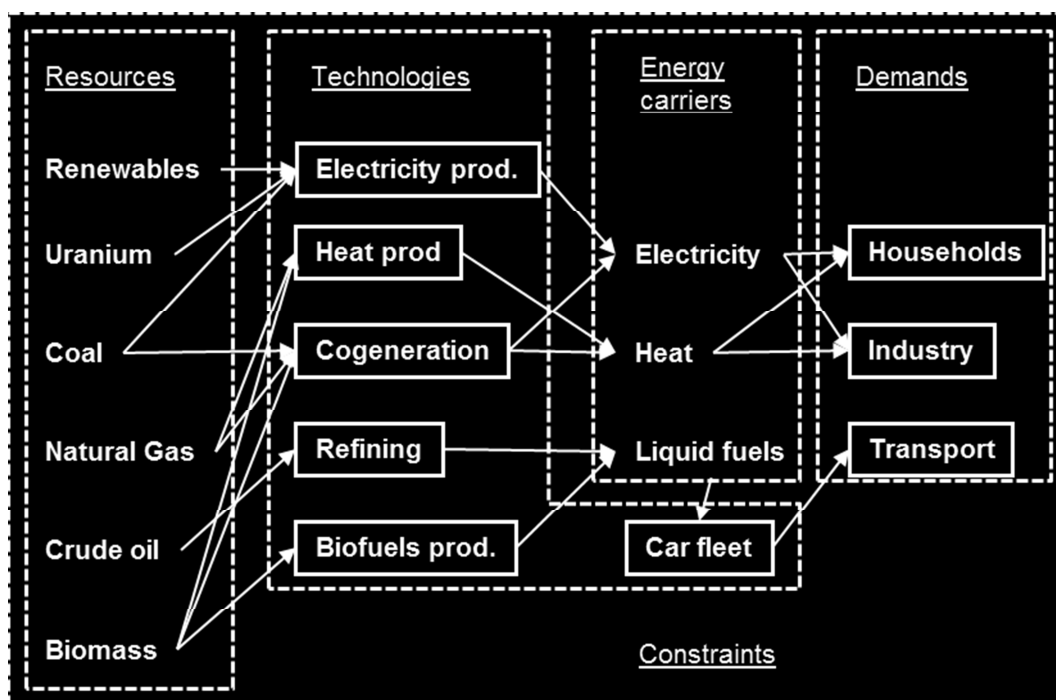 Resources
Technologies
Energy
carriers
Demands
Renewables
Electricity prod.
Uranium
Heat prod
Electricity
Households
Coal
Cogeneration
Heat
Industry
Natural Gas
Refining
Liquid fuels
Transport
Crude oil
Biofuels prod.
Car fleet
Biomass
Constraints